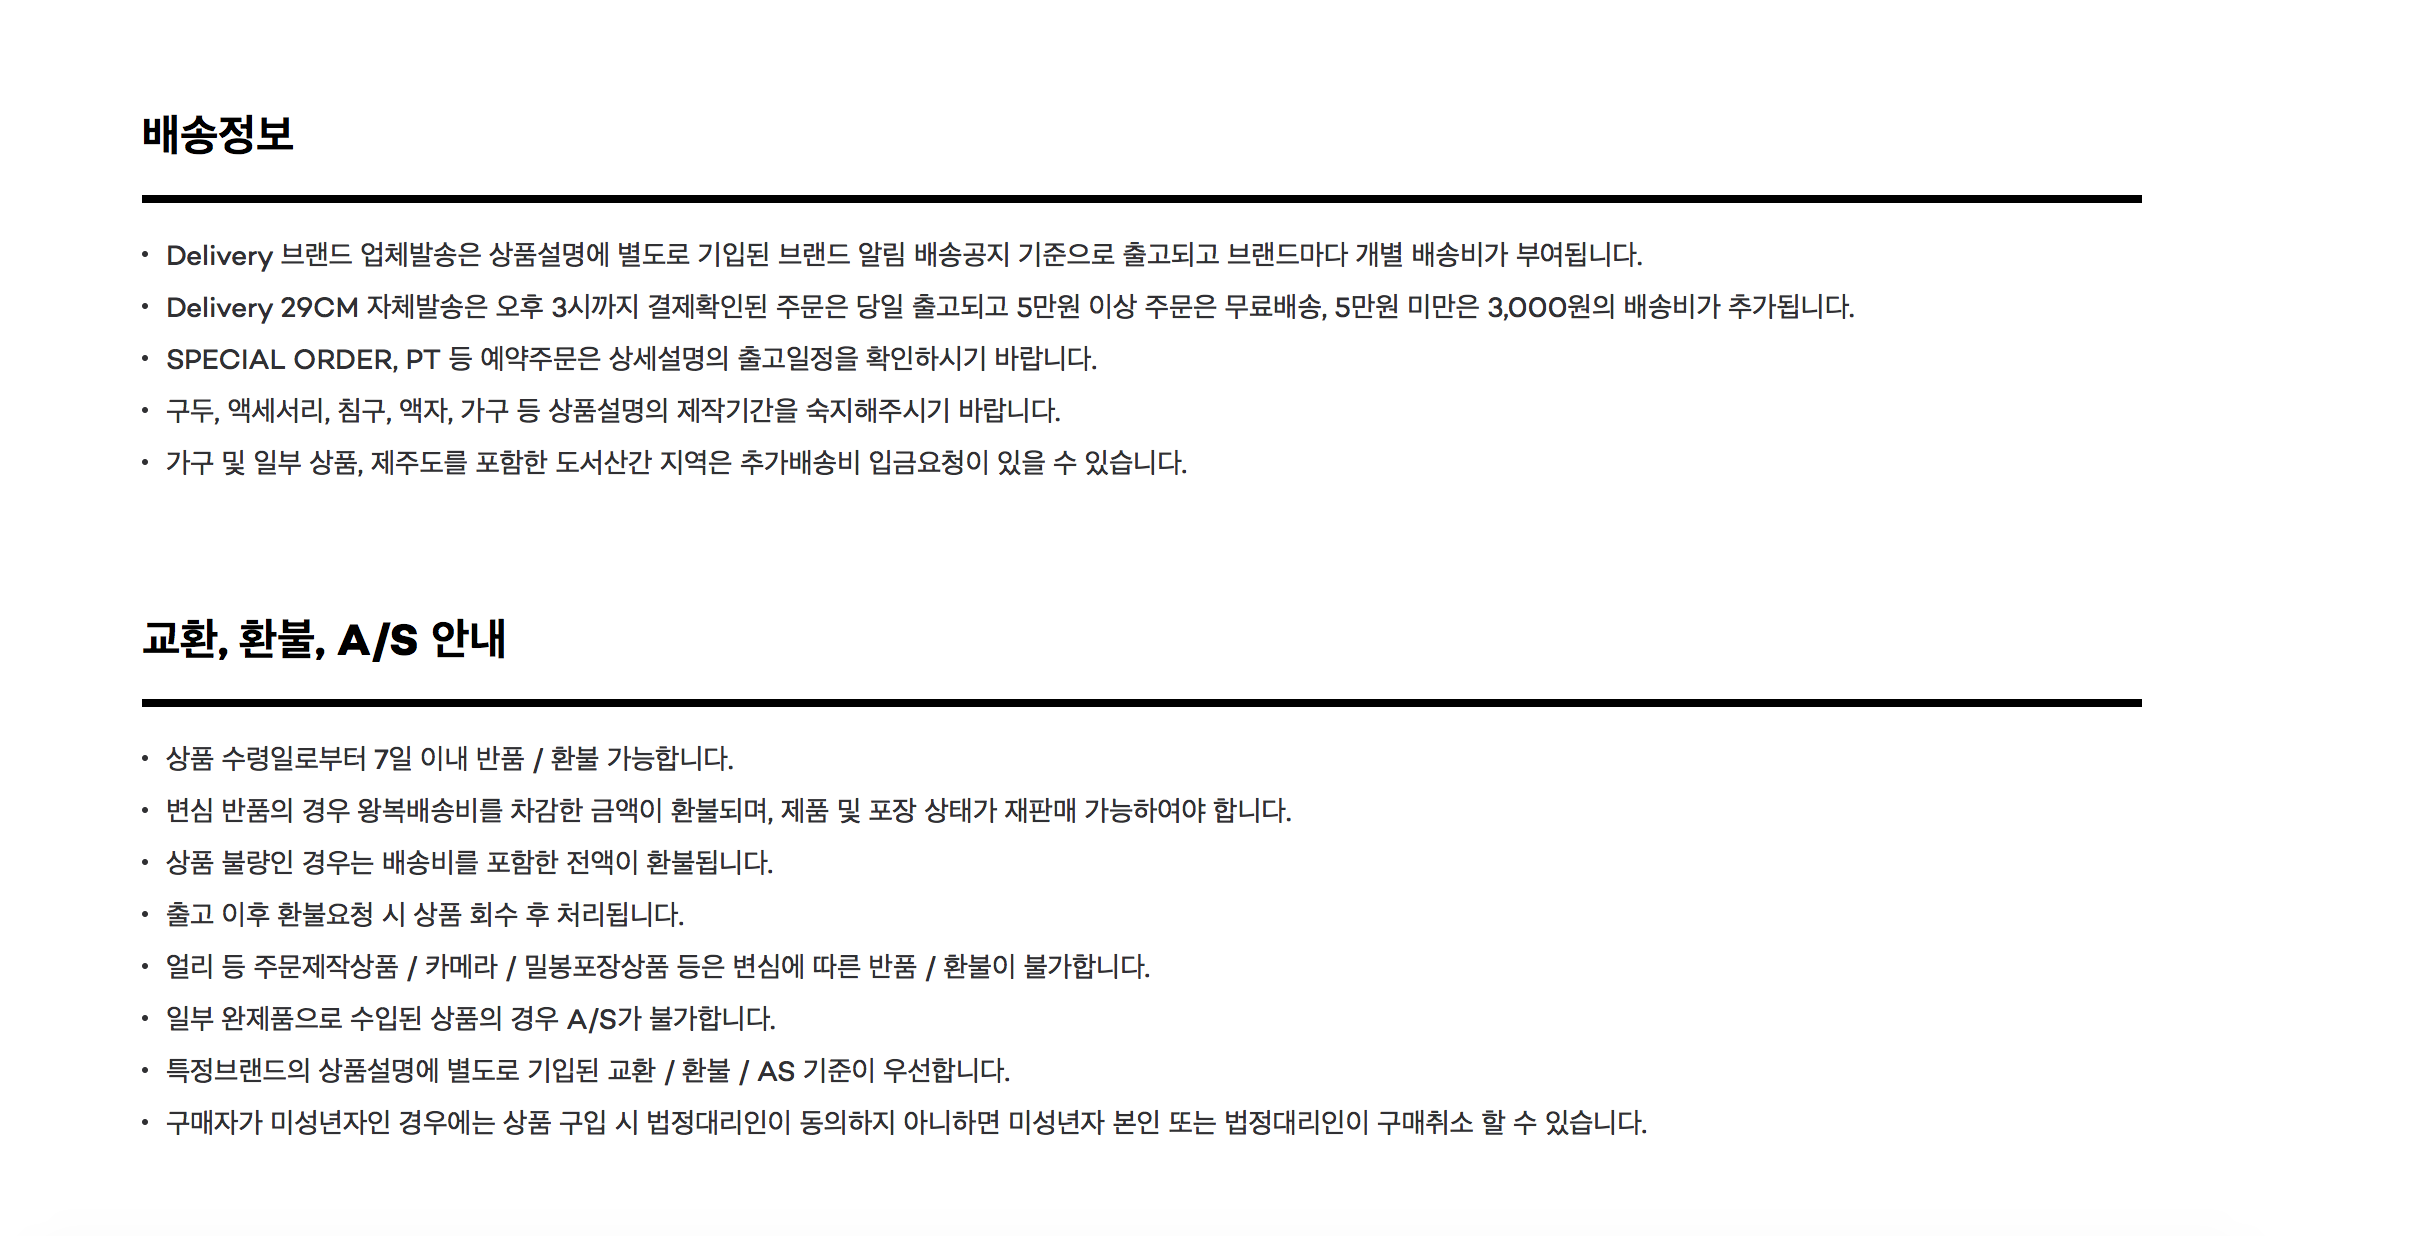 배송정보
• Delivery 브랜드 업체발송은 상품설명에 별도로 기입된 브랜드 알림 배송공지 기준으로 출고되고 브랜드마다 개별 배송비가 부여됩니다.
• Delivery 29CM 자체발송은 오후 3시까지 결제확인된 주문은 당일 출고되고 5만원 이상 주문은 무료배송, 5만원 미만은 3,000원의 배송비가 추가됩니다.
• SPECIAL ORDER, PT 등 예약주문은 상세설명의 출고일정을 확인하시기 바랍니다.
• 구두, 액세서리, 침구, 액자, 가구 등 상품설명의 제작기간을 숙지해주시기 바랍니다.
• 가구 및 일부 상품, 제주도를 포함한 도서산간 지역은 추가배송비 입금요청이 있을 수 있습니다.
교환, 환불, A/S 안내
• 상품 수령일로부터 7일 이내 반품 / 환불 가능합니다.
• 변심 반품의 경우 왕복배송비를 차감한 금액이 환불되며, 제품 및 포장 상태가 재판매 가능하여야 합니다.
• 상품 불량인 경우는 배송비를 포함한 전액이 환불됩니다.
• 출고 이후 환불요청 시 상품 회수 후 처리됩니다.
• 얼리 등 주문제작상품 / 카메라 / 밀봉포장상품 등은 변심에 따른 반품 / 환불이 불가합니다.
• 일부 완제품으로 수입된 상품의 경우 A/S가 불가합니다.
• 특정브랜드의 상품설명에 별도로 기입된 교환 / 환불 / AS 기준이 우선합니다.
• 구매자가 미성년자인 경우에는 상품 구입 시 법정대리인이 동의하지 아니하면 미성년자 본인 또는 법정대리인이 구매취소 할 수 있습니다.